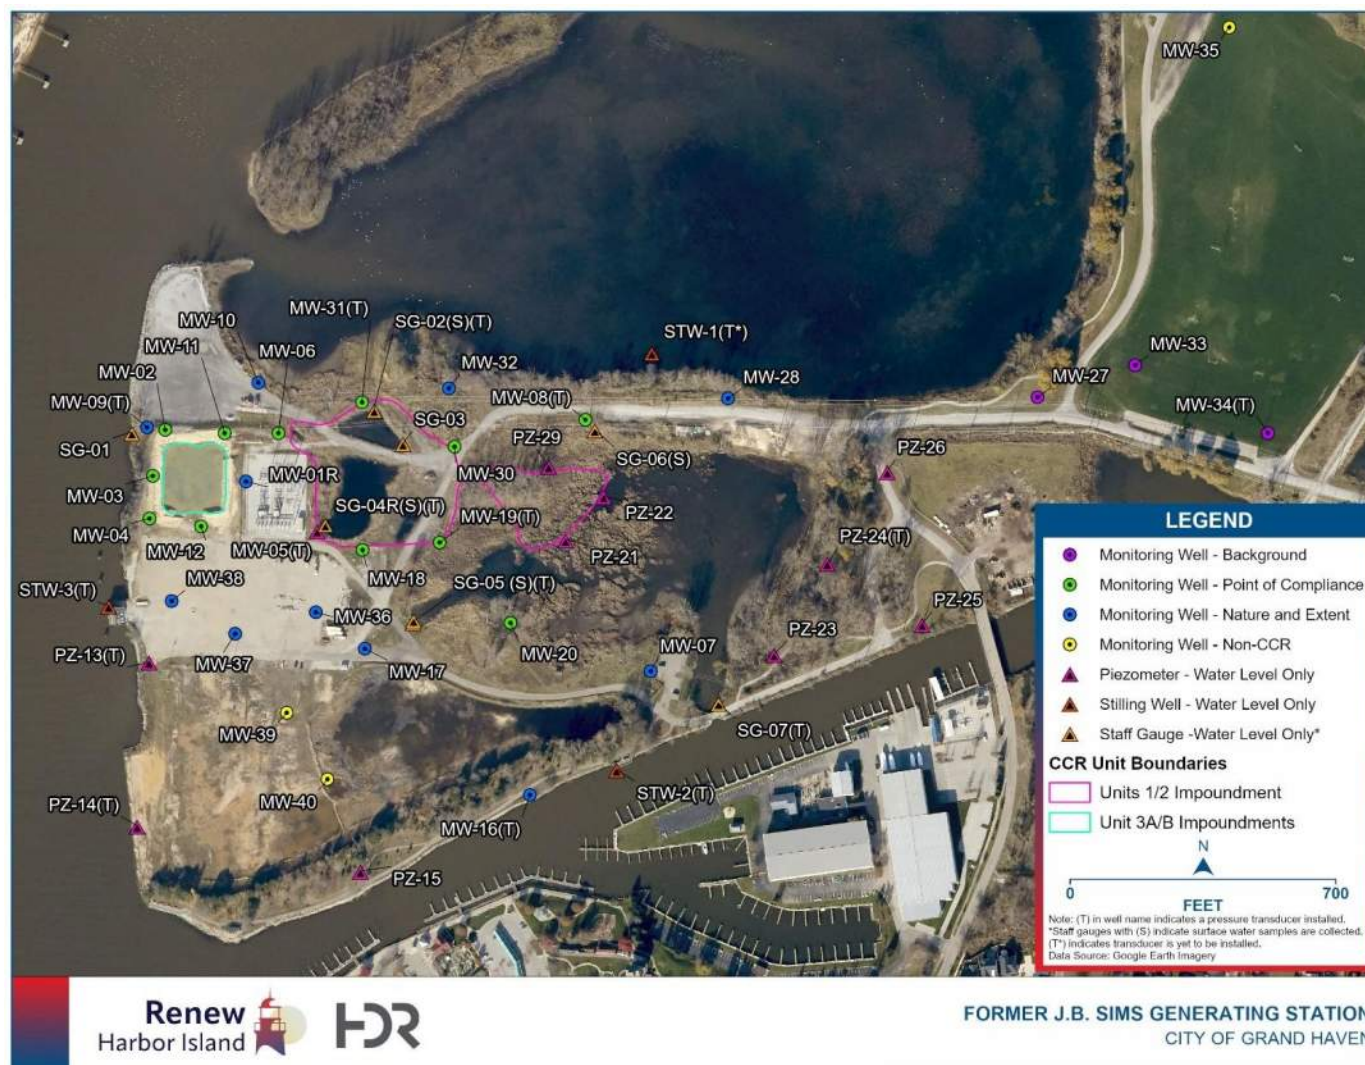 MW-35
MW-31(T)
MW-10
SG-02(S)(T)
STW-1(T*)
MW-11
MW-06
MW-33
MW-02
MW-32
MW-28
MW-27
MW-09(T)
MW-08(T)
SG-03
MW-34(T)
SG-01
PZ-29
PZ-26
SG-06(S)
MW-03
MW-01R
MW-30
SG-04R(S)(T)
PZ-22
MW-04
MW-12
MW-05(T)
MW-19(T)
PZ-21
PZ-24(T)
MW-38
MW-18
SG-05 (S)(T)
STW-3(T)
MW-36
PZ-25
PZ-23
PZ-13(T)
MW-37
MW-17
MW-20
MW-07
MW-39
SG-07(T)
MW-40
STW-2(T)
PZ-14(T)
MW-16(T)
PZ-15
LEGEND
Monitoring Well - Background
Monitoring Well - Point of Compliance
Monitoring Well - Nature and Extent
Monitoring Well - Non-CCR
Piezometer - Water Level Only
Stilling Well - Water Level Only
Staff Gauge -Water Level Only*
CCR Unit Boundaries
Units 1/2 Impoundment
Unit 3A/B Impoundments
N
0 700
FEET
Note: (T) in well name indicates a pressure transducer installed.
*Staff gauges with (S) indicate surface water samples are collected.
(T*) indicates transducer is yet to be installed.
Data Source: Google Earth Imagery
Renew
Harbor Island
HDR
FORMER J.B. SIMS GENERATING STATION
CITY OF GRAND HAVEN